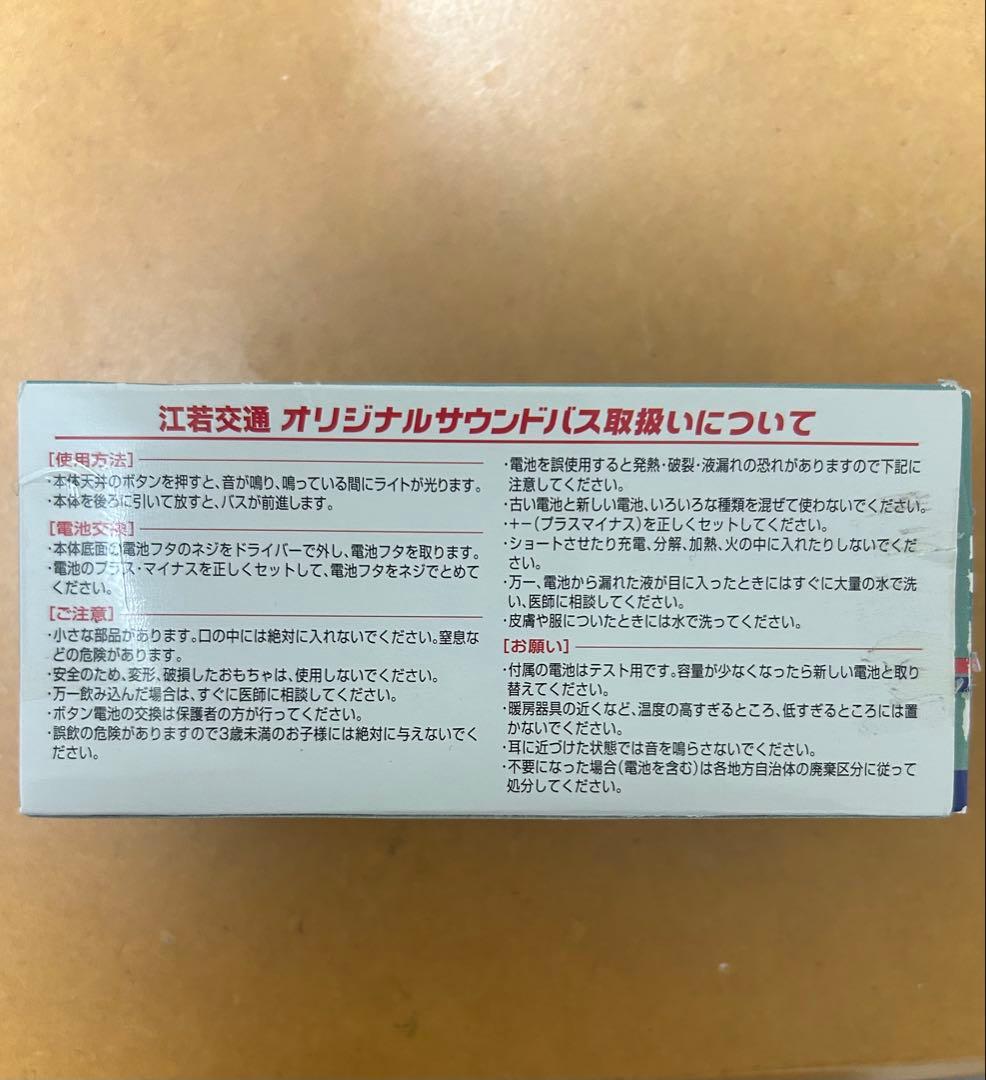 江若交通 オリジナルサウンドバス取扱いについて
[使用方法]
・本体天井のボタンを押すと、音が鳴り、鳴っている間にライトが光ります。
・本体を後ろに引いて放すと、バスが前進します。
[電池交換]
・本体底面の電池フタのネジをドライバーで外し、電池フタを取ります。
・電池のプラス・マイナスを正しくセットして、電池フタをネジでとめて
ください。
[ご注意]
・小さな部品があります。口の中には絶対に入れないでください。窒息な
どの危険があります。
・安全のため、変形、破損したおもちゃは、使用しないでください。
・万一飲み込んだ場合は、すぐに医師に相談してください。
・ボタン電池の交換は保護者の方が行ってください。
・誤飲の危険がありますので3歳未満のお子様には絶対に与えないでく
ださい。
・電池を誤使用すると発熱・破裂・液漏れの恐れがありますので下記に
注意してください。
・古い電池と新しい電池、いろいろな種類を混ぜて使わないでください。
・+−(プラスマイナス)を正しくセットしてください。
・ショートさせたり充電、分解、加熱、火の中に入れたりしないでくだ
さい。
・万一、電池から漏れた液が目に入ったときにはすぐに大量の水で洗
い、医師に相談してください。
・皮膚や服についたときには水で洗ってください。
[お願い]
・付属の電池はテスト用です。容量が少なくなったら新しい電池と取り
替えてください。
・暖房器具の近くなど、温度の高すぎるところ、低すぎるところには置
かないでください。
・耳に近づけた状態では音を鳴らさないでください。
・不要になった場合(電池を含む)は各地方自治体の廃棄区分に従って
処分してください。